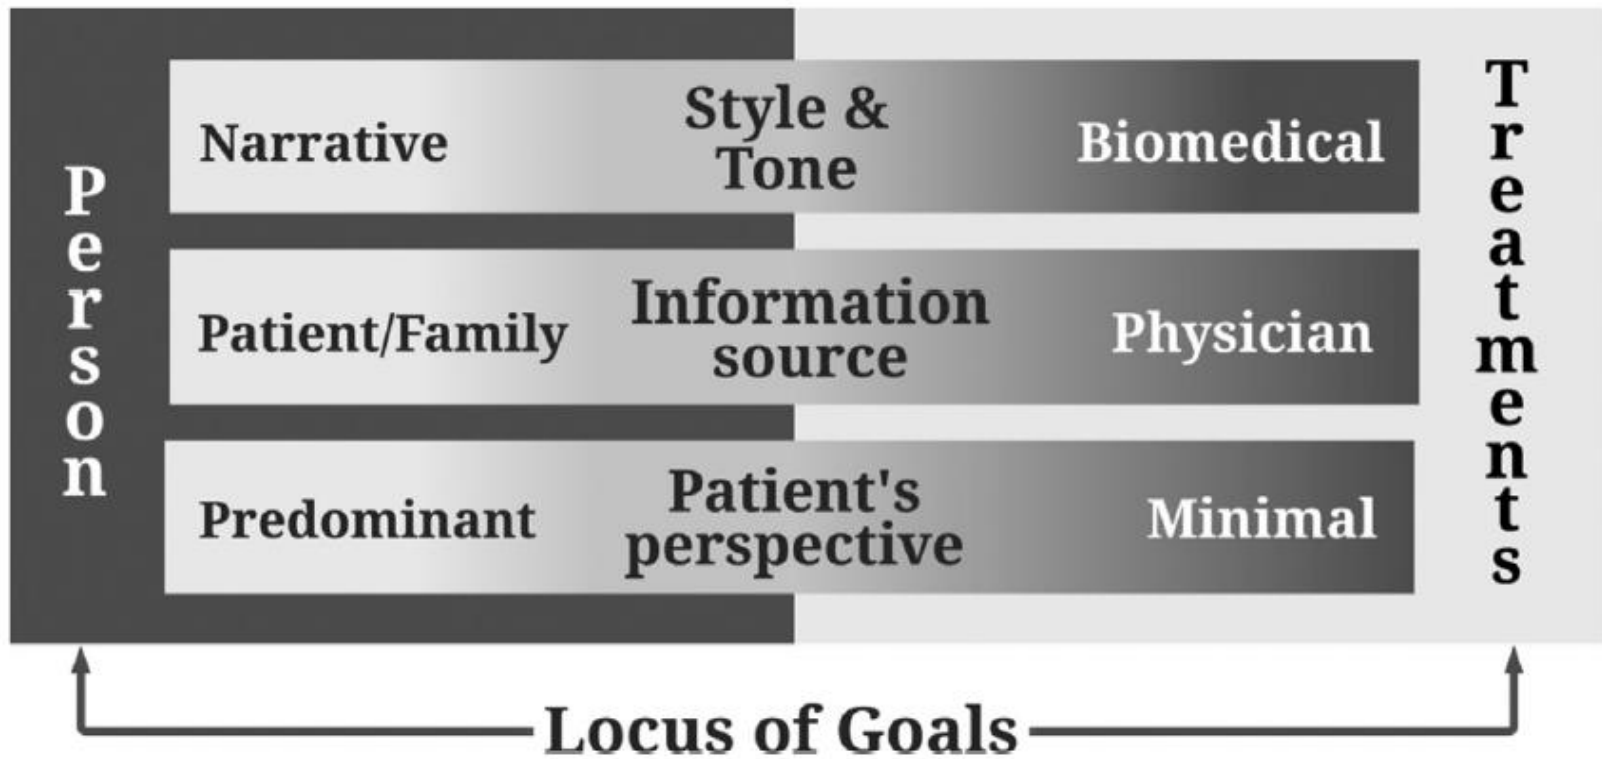 Person
Narrative
Style &
Tone
Biomedical
Patient/Family
Information
source
Physician
Predominant
Patient's
perspective
Minimal
Treatments
Locus of Goals